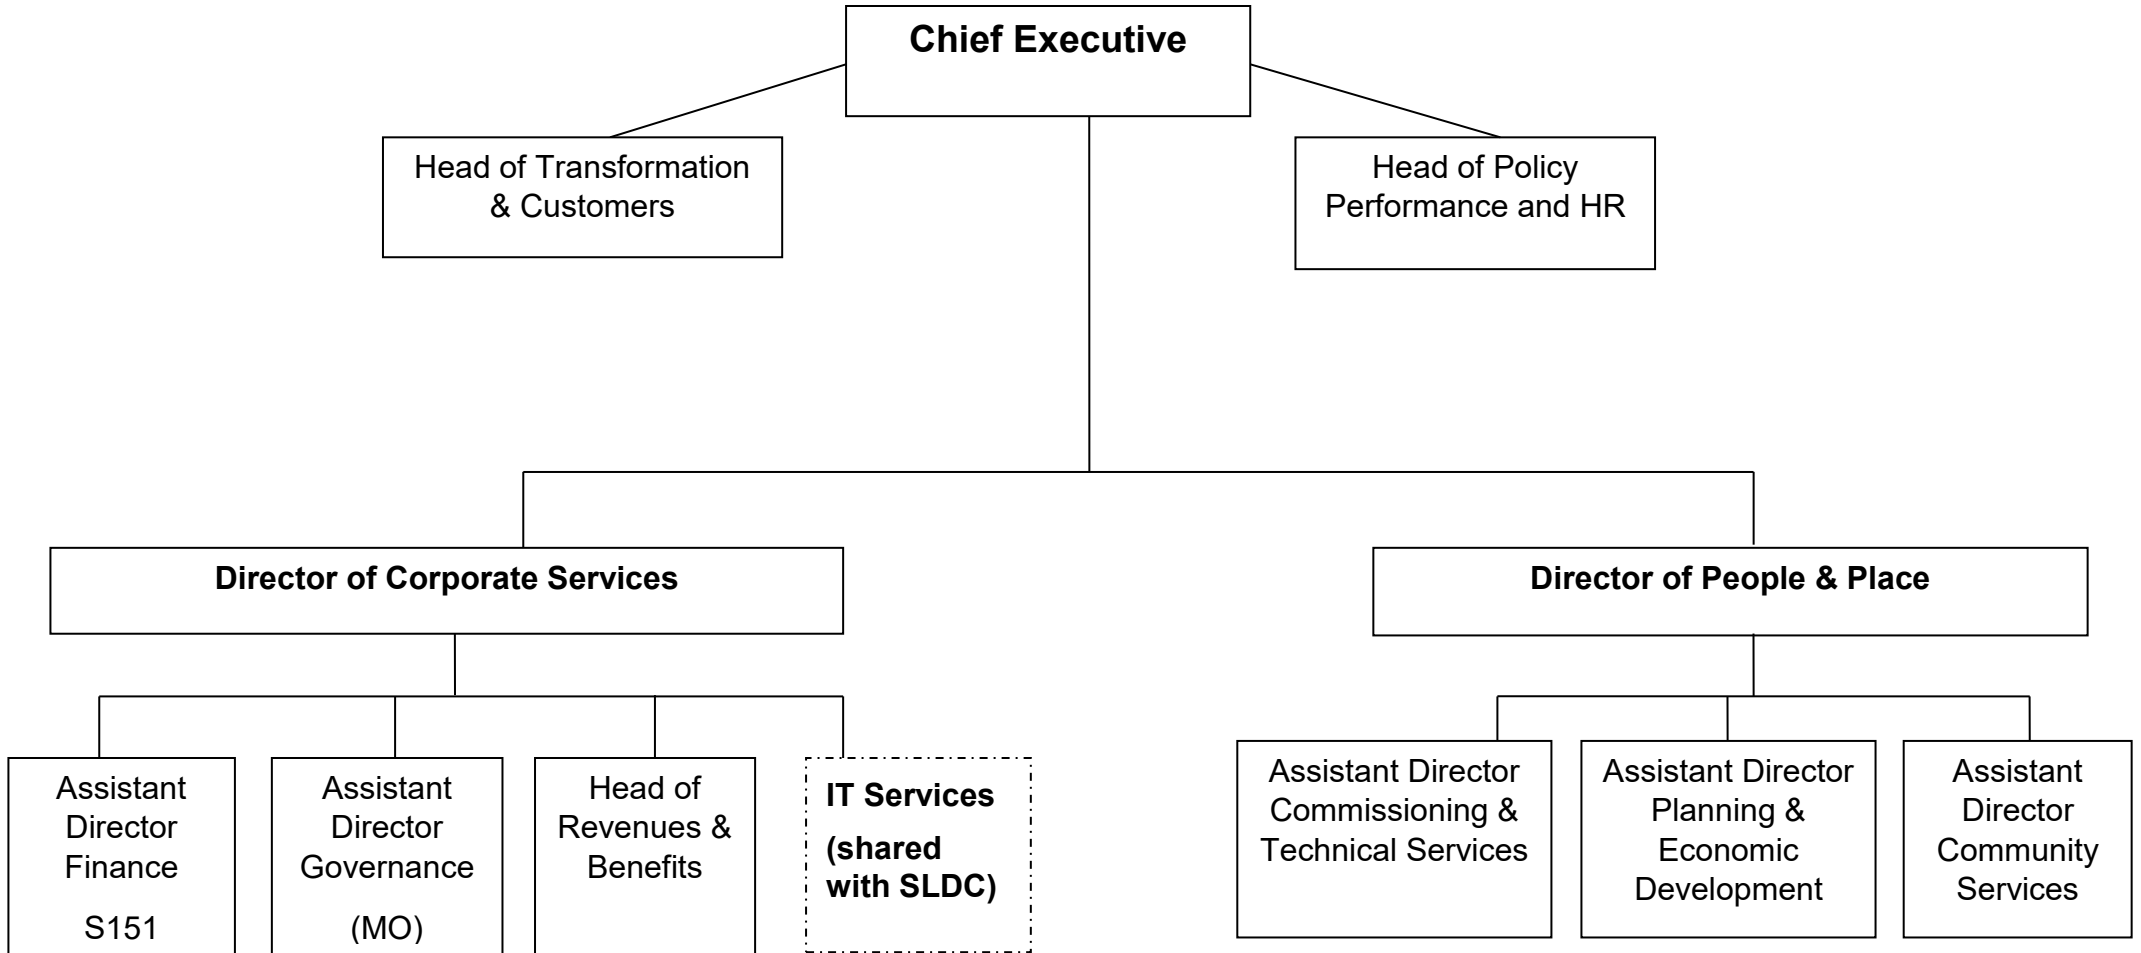 Chief Executive
Head of Transformation
& Customers
Head of Policy
Performance and HR
Director of Corporate Services
Director of People & Place
Assistant
Director
Finance
S151
Assistant
Director
Governance
(MO)
Head of
Revenues &
Benefits
IT Services
(shared
with SLDC)
Assistant Director
Commissioning &
Technical Services
Assistant Director
Planning &
Economic
Development
Assistant
Director
Community
Services